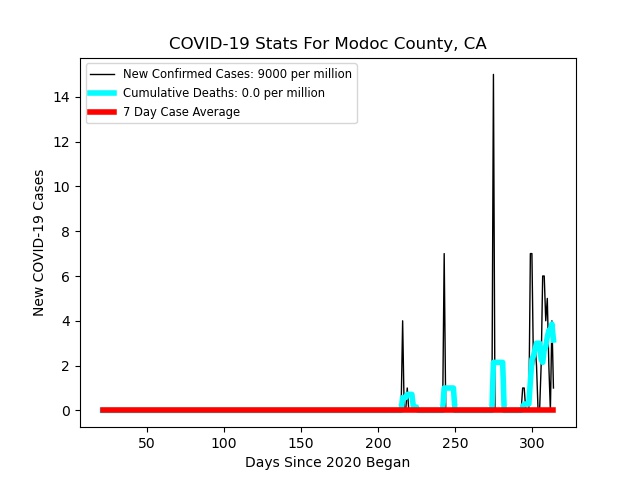 COVID-19 Stats For Modoc County, CA
New Confirmed Cases: 9000 per million
Cumulative Deaths: 0.0 per million
7 Day Case Average
New COVID-19 Cases
14
12
10
8
6
4
2
0
50 100 150 200 250 300
Days Since 2020 Began